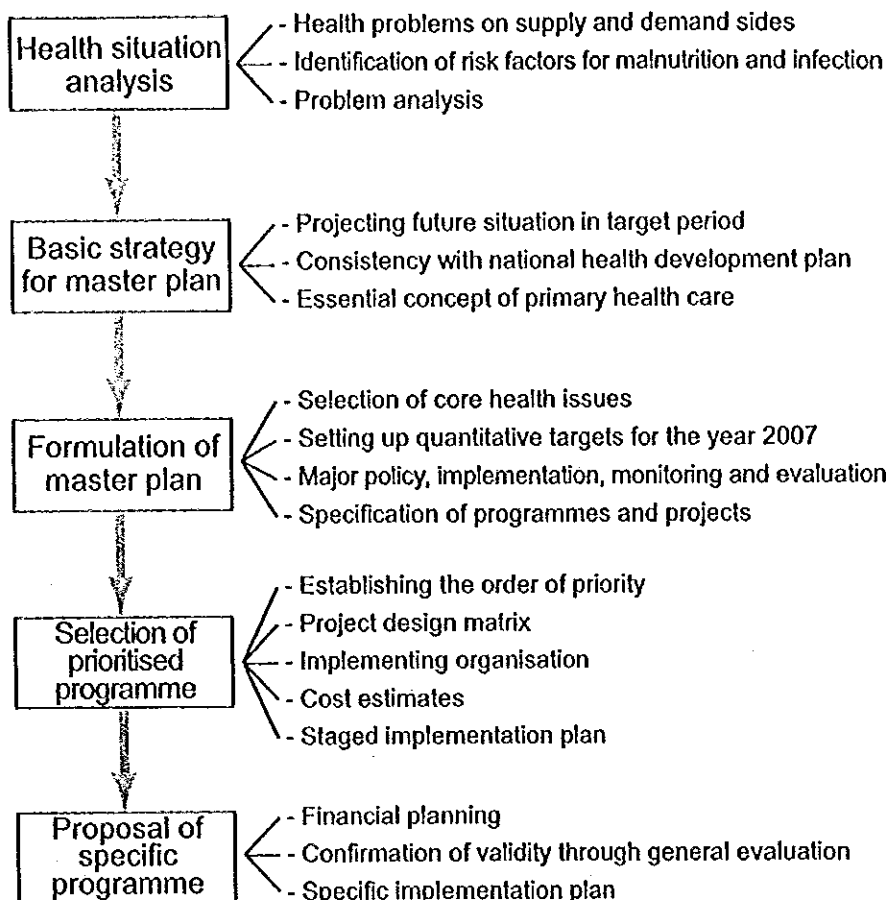 Health situation
analysis
- Health problems on supply and demand sides
- Identification of risk factors for malnutrition and infection
- Problem analysis
Basic strategy
for master plan
- Projecting future situation in target period
- Consistency with national health development plan
- Essential concept of primary health care
Formulation of
master plan
- Selection of core health issues
- Setting up quantitative targets for the year 2007
- Major policy, implementation, monitoring and evaluation
- Specification of programmes and projects
Selection of
prioritised
programme
- Establishing the order of priority
- Project design matrix
- Implementing organisation
- Cost estimates
- Staged implementation plan
Proposal of
specific
programme
- Financial planning
- Confirmation of validity through general evaluation
- Specific implementation plan